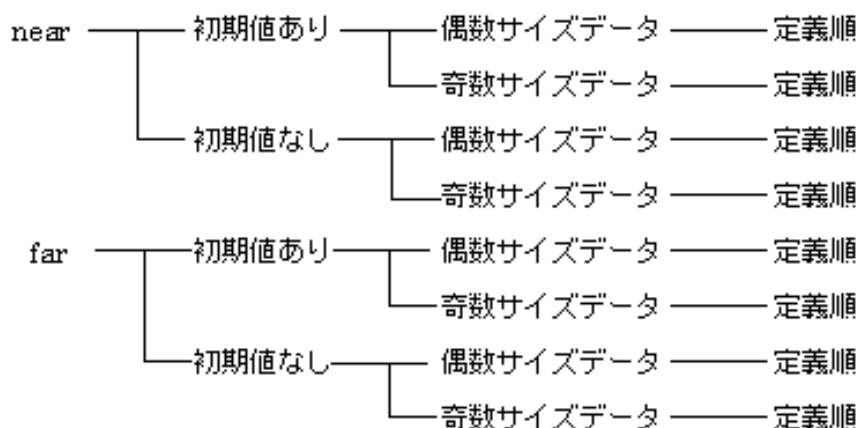 near 初期値あり 偶数サイズデータ 定義順
奇数サイズデータ 定義順
初期値なし 偶数サイズデータ 定義順
奇数サイズデータ 定義順
far 初期値あり 偶数サイズデータ 定義順
奇数サイズデータ 定義順
初期値なし 偶数サイズデータ 定義順
奇数サイズデータ 定義順